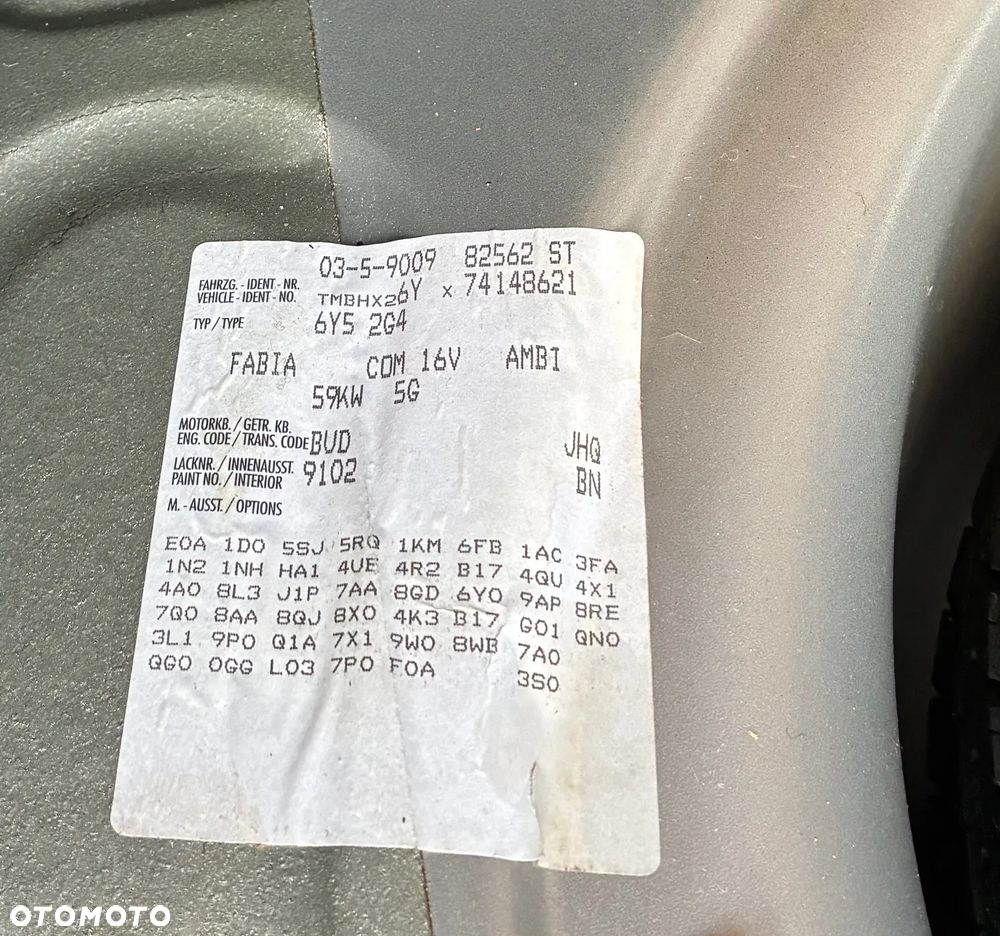 03-5-9009 82562 ST
FAHRZG. - IDENT - NR.
VEHICLE - IDENT - NO. TMBHX26Y x 74148621
TYP / TYPE 6Y5 2G4
FABIA COM 16V AMBI
59KW 5G
MOTORKB. / GETR. KB.
ENG. CODE / TRANS. CODE BUD JHQ
LACKNR. / INNENAUSST.
PAINT NO. / INTERIOR 9102 BN
M. - AUSST. / OPTIONS
E0A 1D0 5SJ 5RQ 1KM 6FB 1AC 3FA
1N2 1NH HA1 4UE 4R2 B17 4QU 4X1
4A0 8L3 J1P 7AA 8GD 6Y0 9AP 8RE
7Q0 8AA 8QJ 8X0 4K3 B17 G01 QN0
3L1 9P0 Q1A 7X1 9W0 8WB 7A0
QG0 0GG L03 7P0 F0A 3S0
OTOMOTO